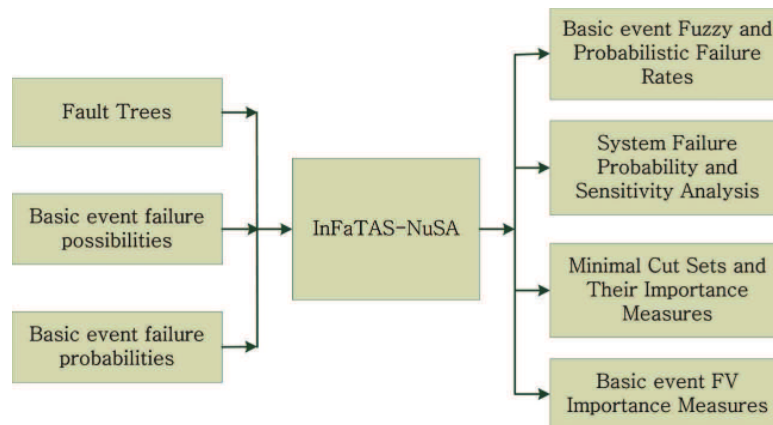 Fault Trees
Basic event failure
possibilities
Basic event failure
probabilities
InFaTAS-NuSA
Basic event Fuzzy and
Probabilistic Failure
Rates
System Failure
Probability and
Sensitivity Analysis
Minimal Cut Sets and
Their Importance
Measures
Basic event FV
Importance Measures